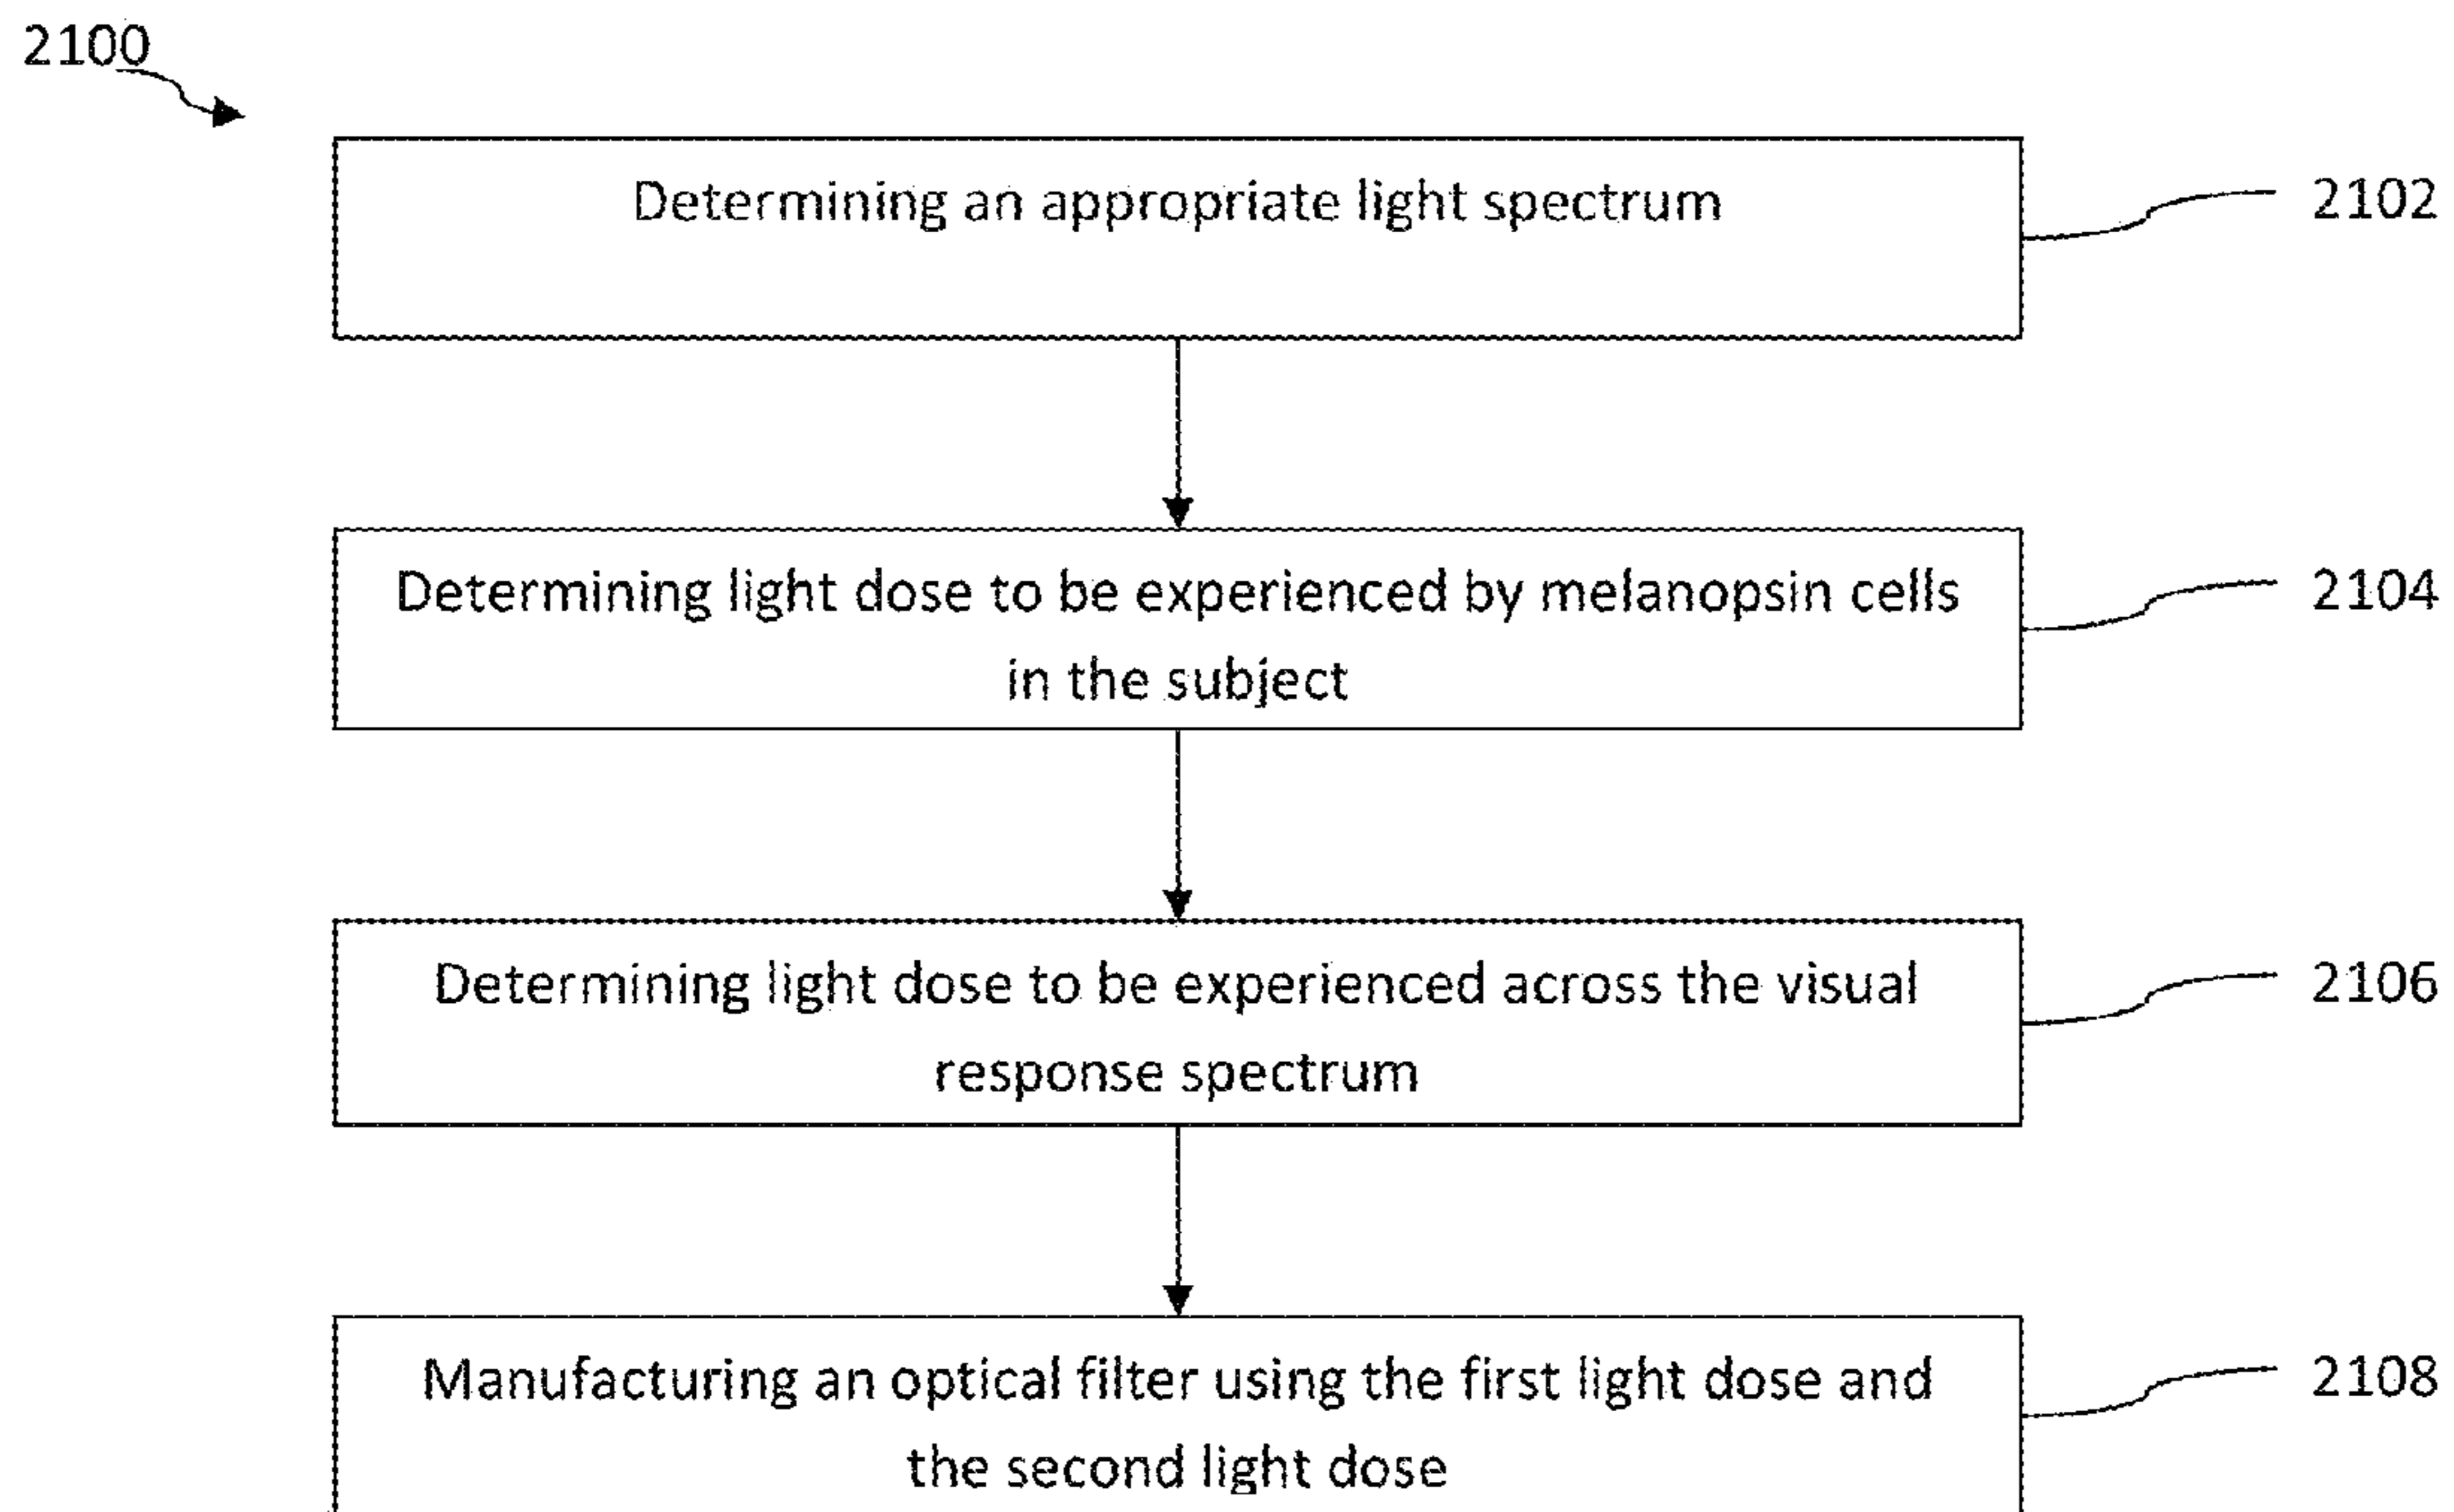 2100
Determining an appropriate light spectrum
2102
Determining light dose to be experienced by melanopsin cells
in the subject
2104
Determining light dose to be experienced across the visual
response spectrum
2106
Manufacturing an optical filter using the first light dose and
the second light dose
2108